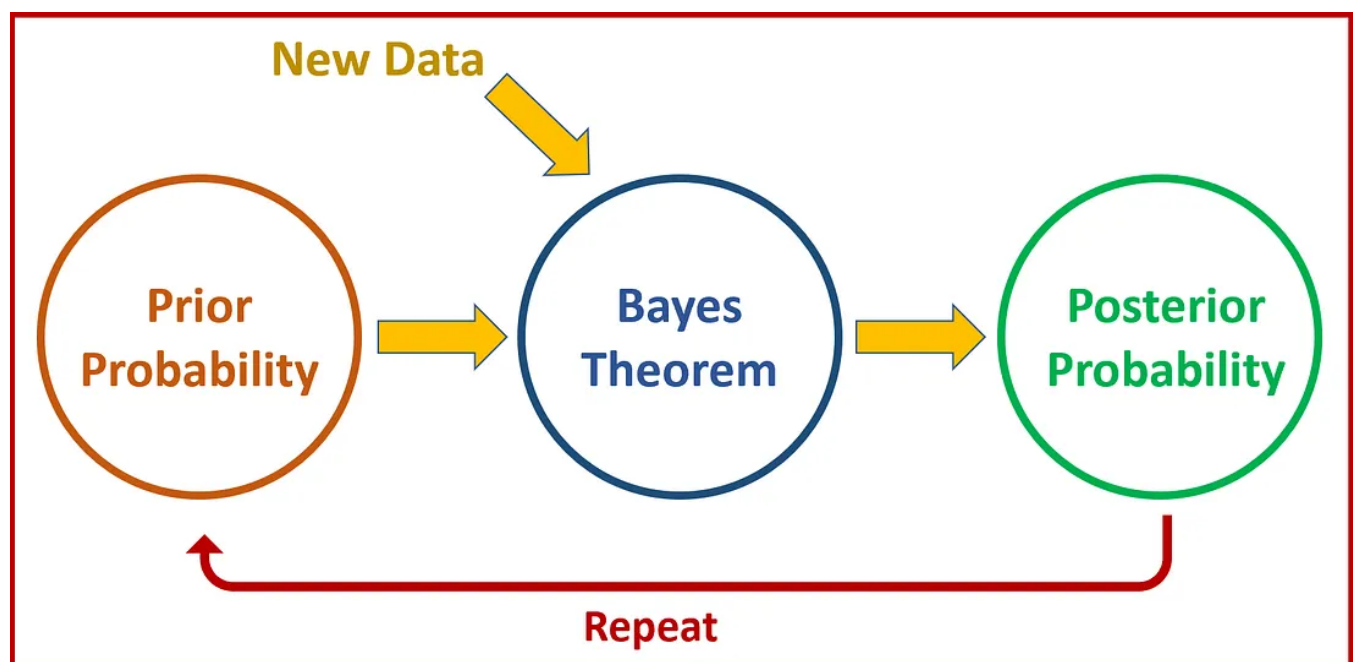 New Data
Prior
Probability
Bayes
Theorem
Posterior
Probability
Repeat